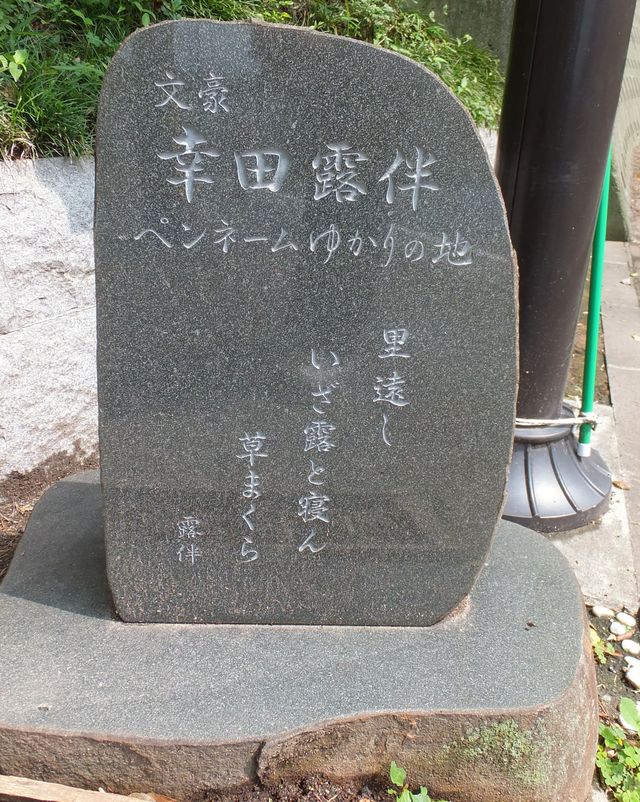 文豪
幸田露伴
ペンネームゆかりの地
里遠し
いざ露と寝ん
草まくら
露伴